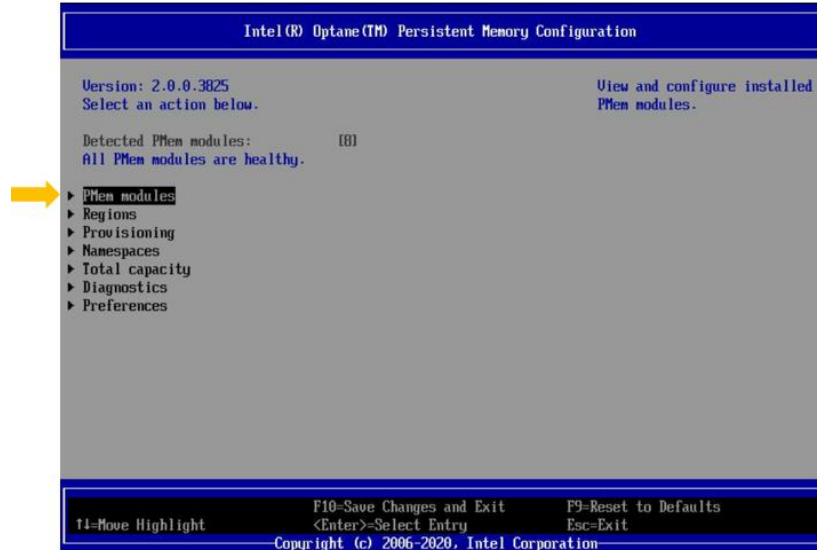 Intel(R) Optane(TM) Persistent Memory Configuration
Version: 2.0.0.3825
Select an action below.
View and configure installed
PMem modules.
Detected PMem modules: [8]
All PMem modules are healthy.
PMem modules
Regions
Provisioning
Namespaces
Total capacity
Diagnostics
Preferences
F10=Save Changes and Exit F9=Reset to Defaults
↑↓=Move Highlight <Enter>=Select Entry Esc=Exit
Copyright (c) 2006-2020, Intel Corporation